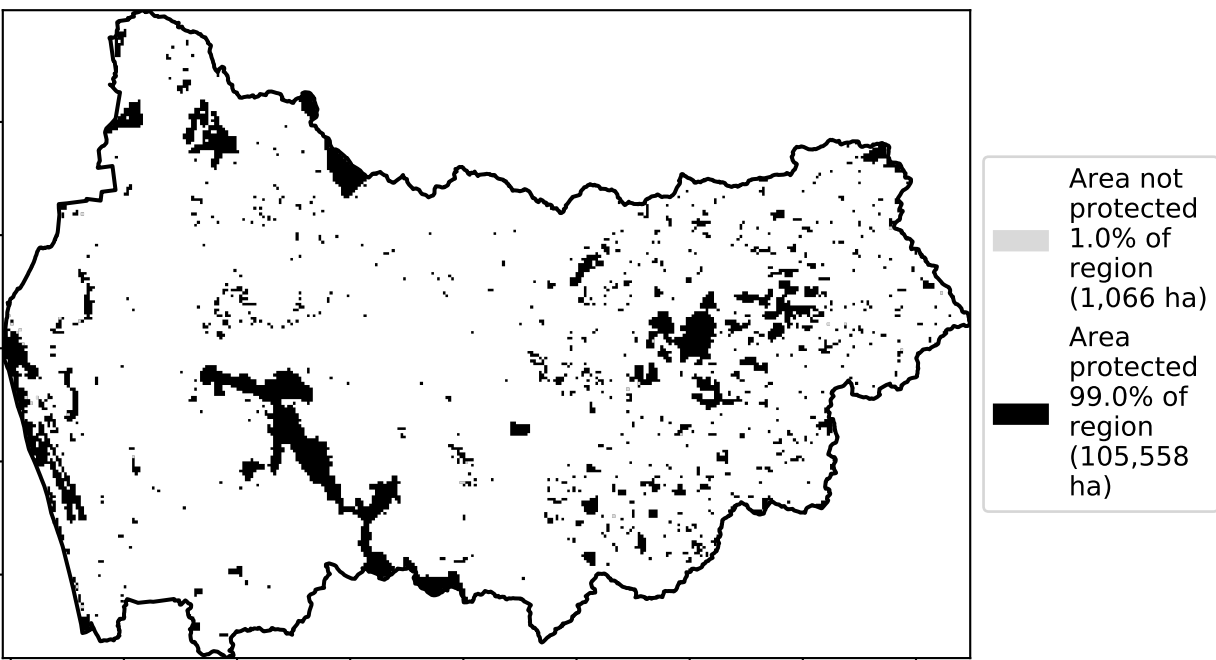 Area not
protected
1.0% of
region
(1,066 ha)
Area
protected
99.0% of
region
(105,558
ha)